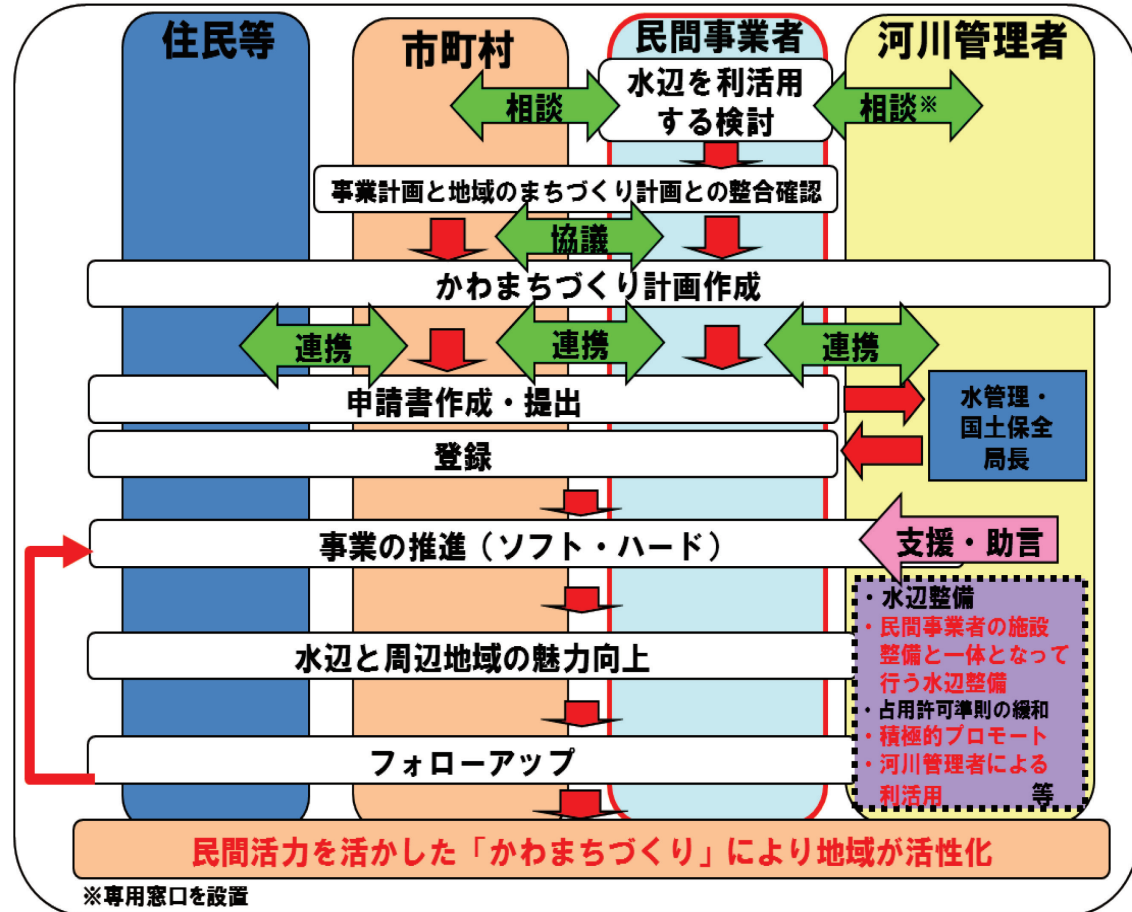 住民等
市町村
民間事業者
河川管理者
相談
水辺を利活用
する検討
相談※
事業計画と地域のまちづくり計画との整合確認
協議
かわまちづくり計画作成
連携
連携
連携
申請書作成・提出
水管理・
国土保全
局長
登録
事業の推進（ソフト・ハード）
支援・助言
・水辺整備
・民間事業者の施設
整備と一体となって
行う水辺整備
・占用許可準則の緩和
・積極的プロモート
・河川管理者による
利活用 等
水辺と周辺地域の魅力向上
フォローアップ
民間活力を活かした「かわまちづくり」により地域が活性化
※専用窓口を設置